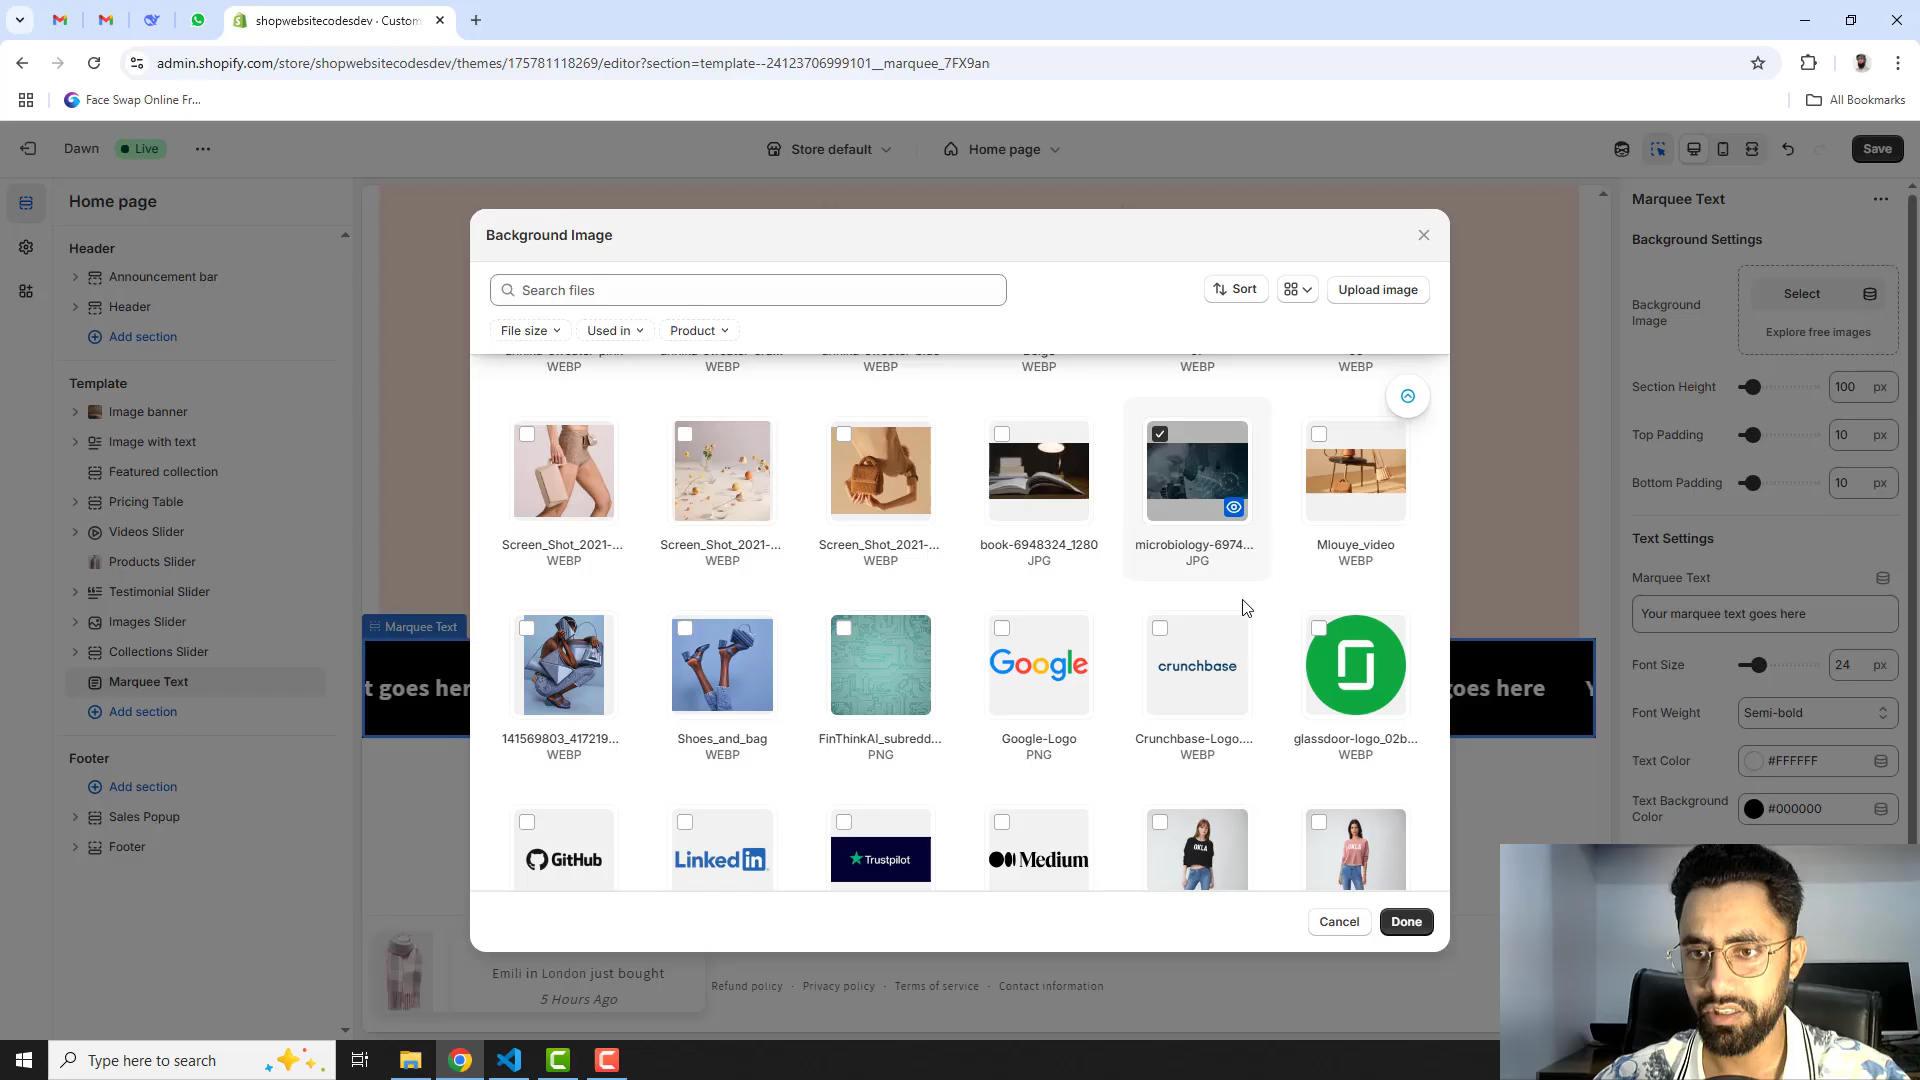 shopwebsitecodesdev · Custom
admin.shopify.com/store/shopwebsitecodesdev/themes/175781118269/editor?section=template--24123706999101__marquee_7FX9an
Face Swap Online Fr...
All Bookmarks
Dawn
Live
Store default
Home page
Save
Home page
Header
Announcement bar
Header
Add section
Template
Image banner
Image with text
Featured collection
Pricing Table
Videos Slider
Products Slider
Testimonial Slider
Images Slider
Collections Slider
Marquee Text
Add section
Footer
Add section
Sales Popup
Footer
Marquee Text
t goes her
goes here
Background Image
Search files
Sort
Upload image
File size
Used in
Product
WEBP WEBP WEBP WEBP WEBP WEBP
Screen_Shot_2021-... Screen_Shot_2021-... Screen_Shot_2021-... book-6948324_1280 microbiology-6974... Mlouye_video
WEBP WEBP WEBP JPG JPG WEBP
Google
crunchbase
141569803_417219... Shoes_and_bag FinThinkAI_subredd... Google-Logo Crunchbase-Logo.... glassdoor-logo_02b...
WEBP WEBP PNG PNG WEBP WEBP
GitHub
Linked in
Trustpilot
Medium
OKLA
OKLA
Cancel
Done
Emili in London just bought
5 Hours Ago
Refund policy · Privacy policy · Terms of service · Contact information
Marquee Text
Background Settings
Background Image
Select
Explore free images
Section Height
100 px
Top Padding
10 px
Bottom Padding
10 px
Text Settings
Marquee Text
Your marquee text goes here
Font Size
24 px
Font Weight
Semi-bold
Text Color
#FFFFFF
Text Background Color
#000000
Type here to search